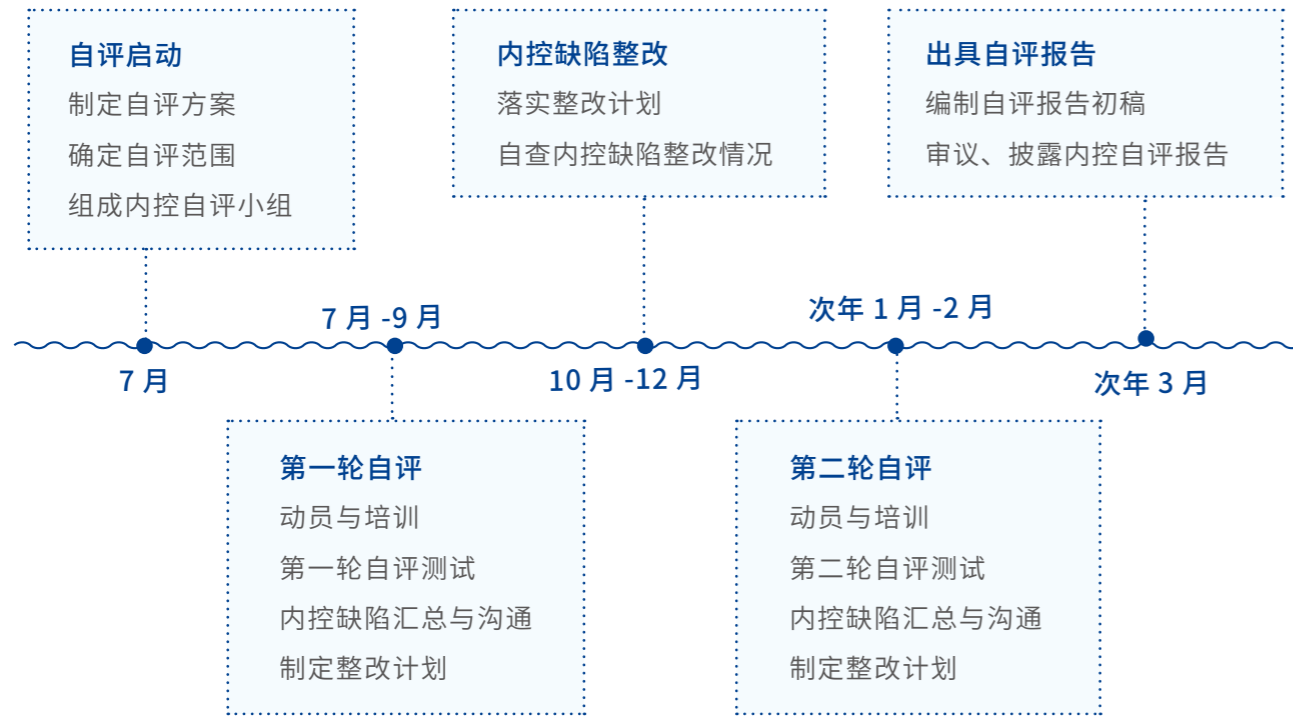 自评启动
制定自评方案
确定自评范围
组成内控自评小组
内控缺陷整改
落实整改计划
自查内控缺陷整改情况
出具自评报告
编制自评报告初稿
审议、披露内控自评报告
7 月
7 月 -9 月
10 月 -12 月
次年 1 月 -2 月
次年 3 月
第一轮自评
动员与培训
第一轮自评测试
内控缺陷汇总与沟通
制定整改计划
第二轮自评
动员与培训
第二轮自评测试
内控缺陷汇总与沟通
制定整改计划